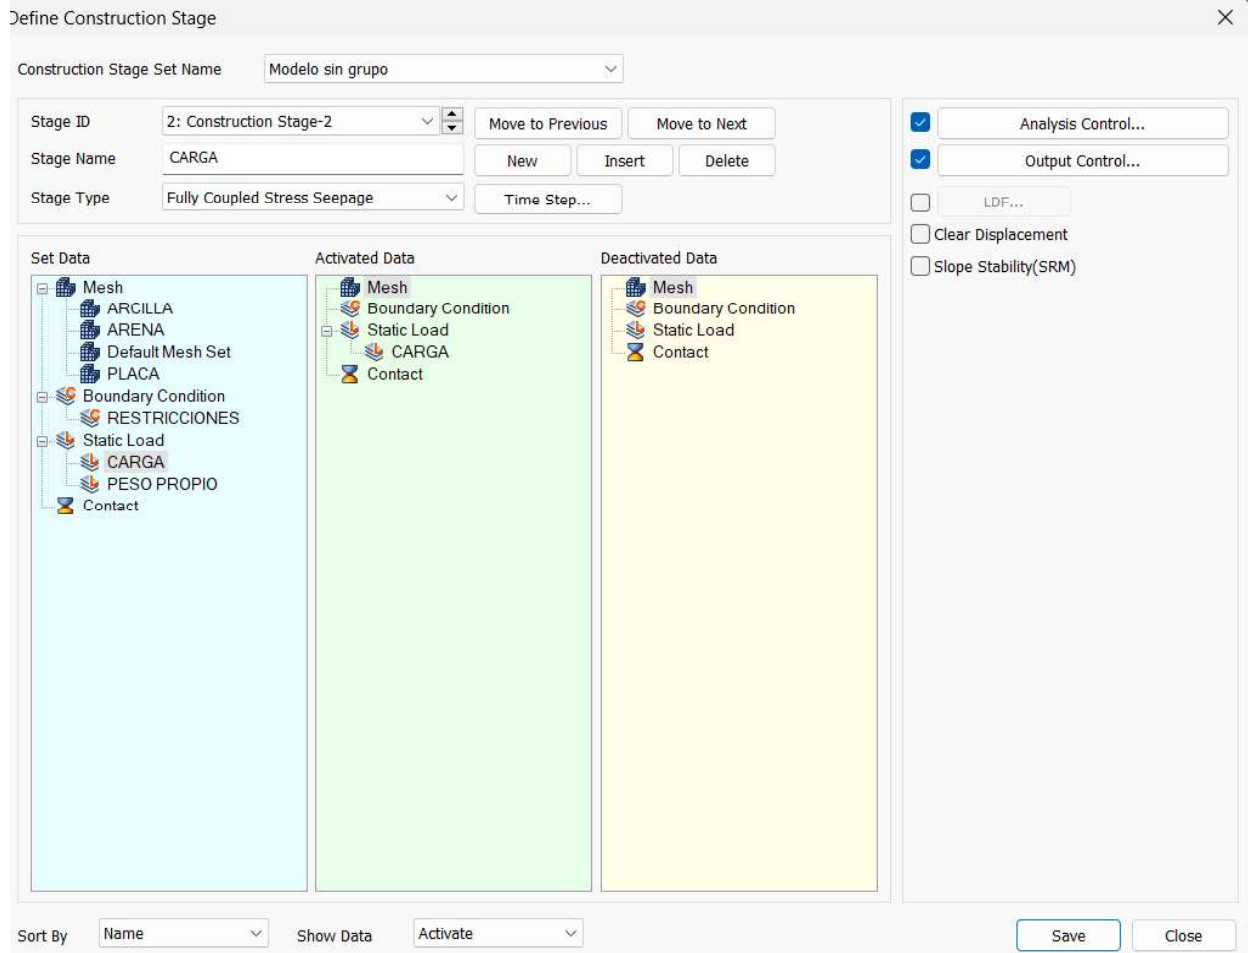 Define Construction Stage
Construction Stage Set Name Modelo sin grupo
Stage ID 2: Construction Stage-2 Move to Previous Move to Next
Stage Name CARGA New Insert Delete
Stage Type Fully Coupled Stress Seepage Time Step...
Analysis Control...
Output Control...
LDF...
Clear Displacement
Slope Stability(SRM)
Set Data
Mesh
ARCILLA
ARENA
Default Mesh Set
PLACA
Boundary Condition
RESTRICCIONES
Static Load
CARGA
PESO PROPIO
Contact
Activated Data
Mesh
Boundary Condition
Static Load
CARGA
Contact
Deactivated Data
Mesh
Boundary Condition
Static Load
Contact
Sort By Name Show Data Activate Save Close